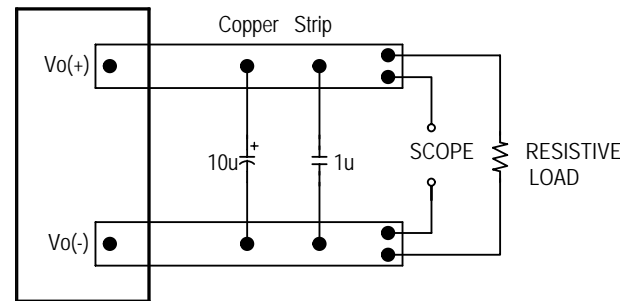 Copper Strip
Vo(+)
+
10u
1u
SCOPE
RESISTIVE
LOAD
Vo(-)